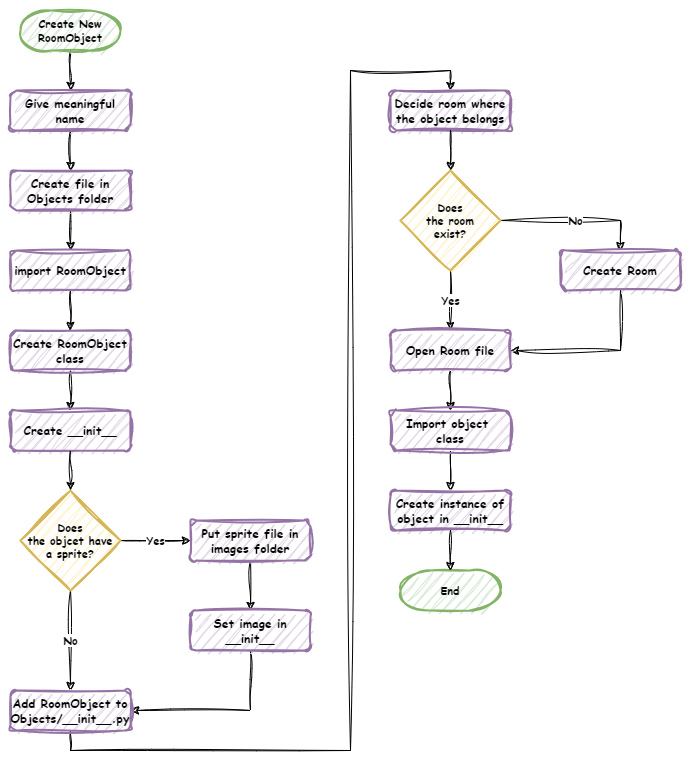 Create New
RoomObject
Give meaningful
name
Create file in
Objects folder
import RoomObject
Create RoomObject
class
Create __init__
Does
the objcet have
a sprite?
Yes
Put sprite file in
images folder
Set image in
__init__
No
Add RoomObject to
Objects/__init__.py
Decide room where
the object belongs
Does
the room
exist?
No
Create Room
Yes
Open Room file
Import object
class
Create instance of
object in __init__
End